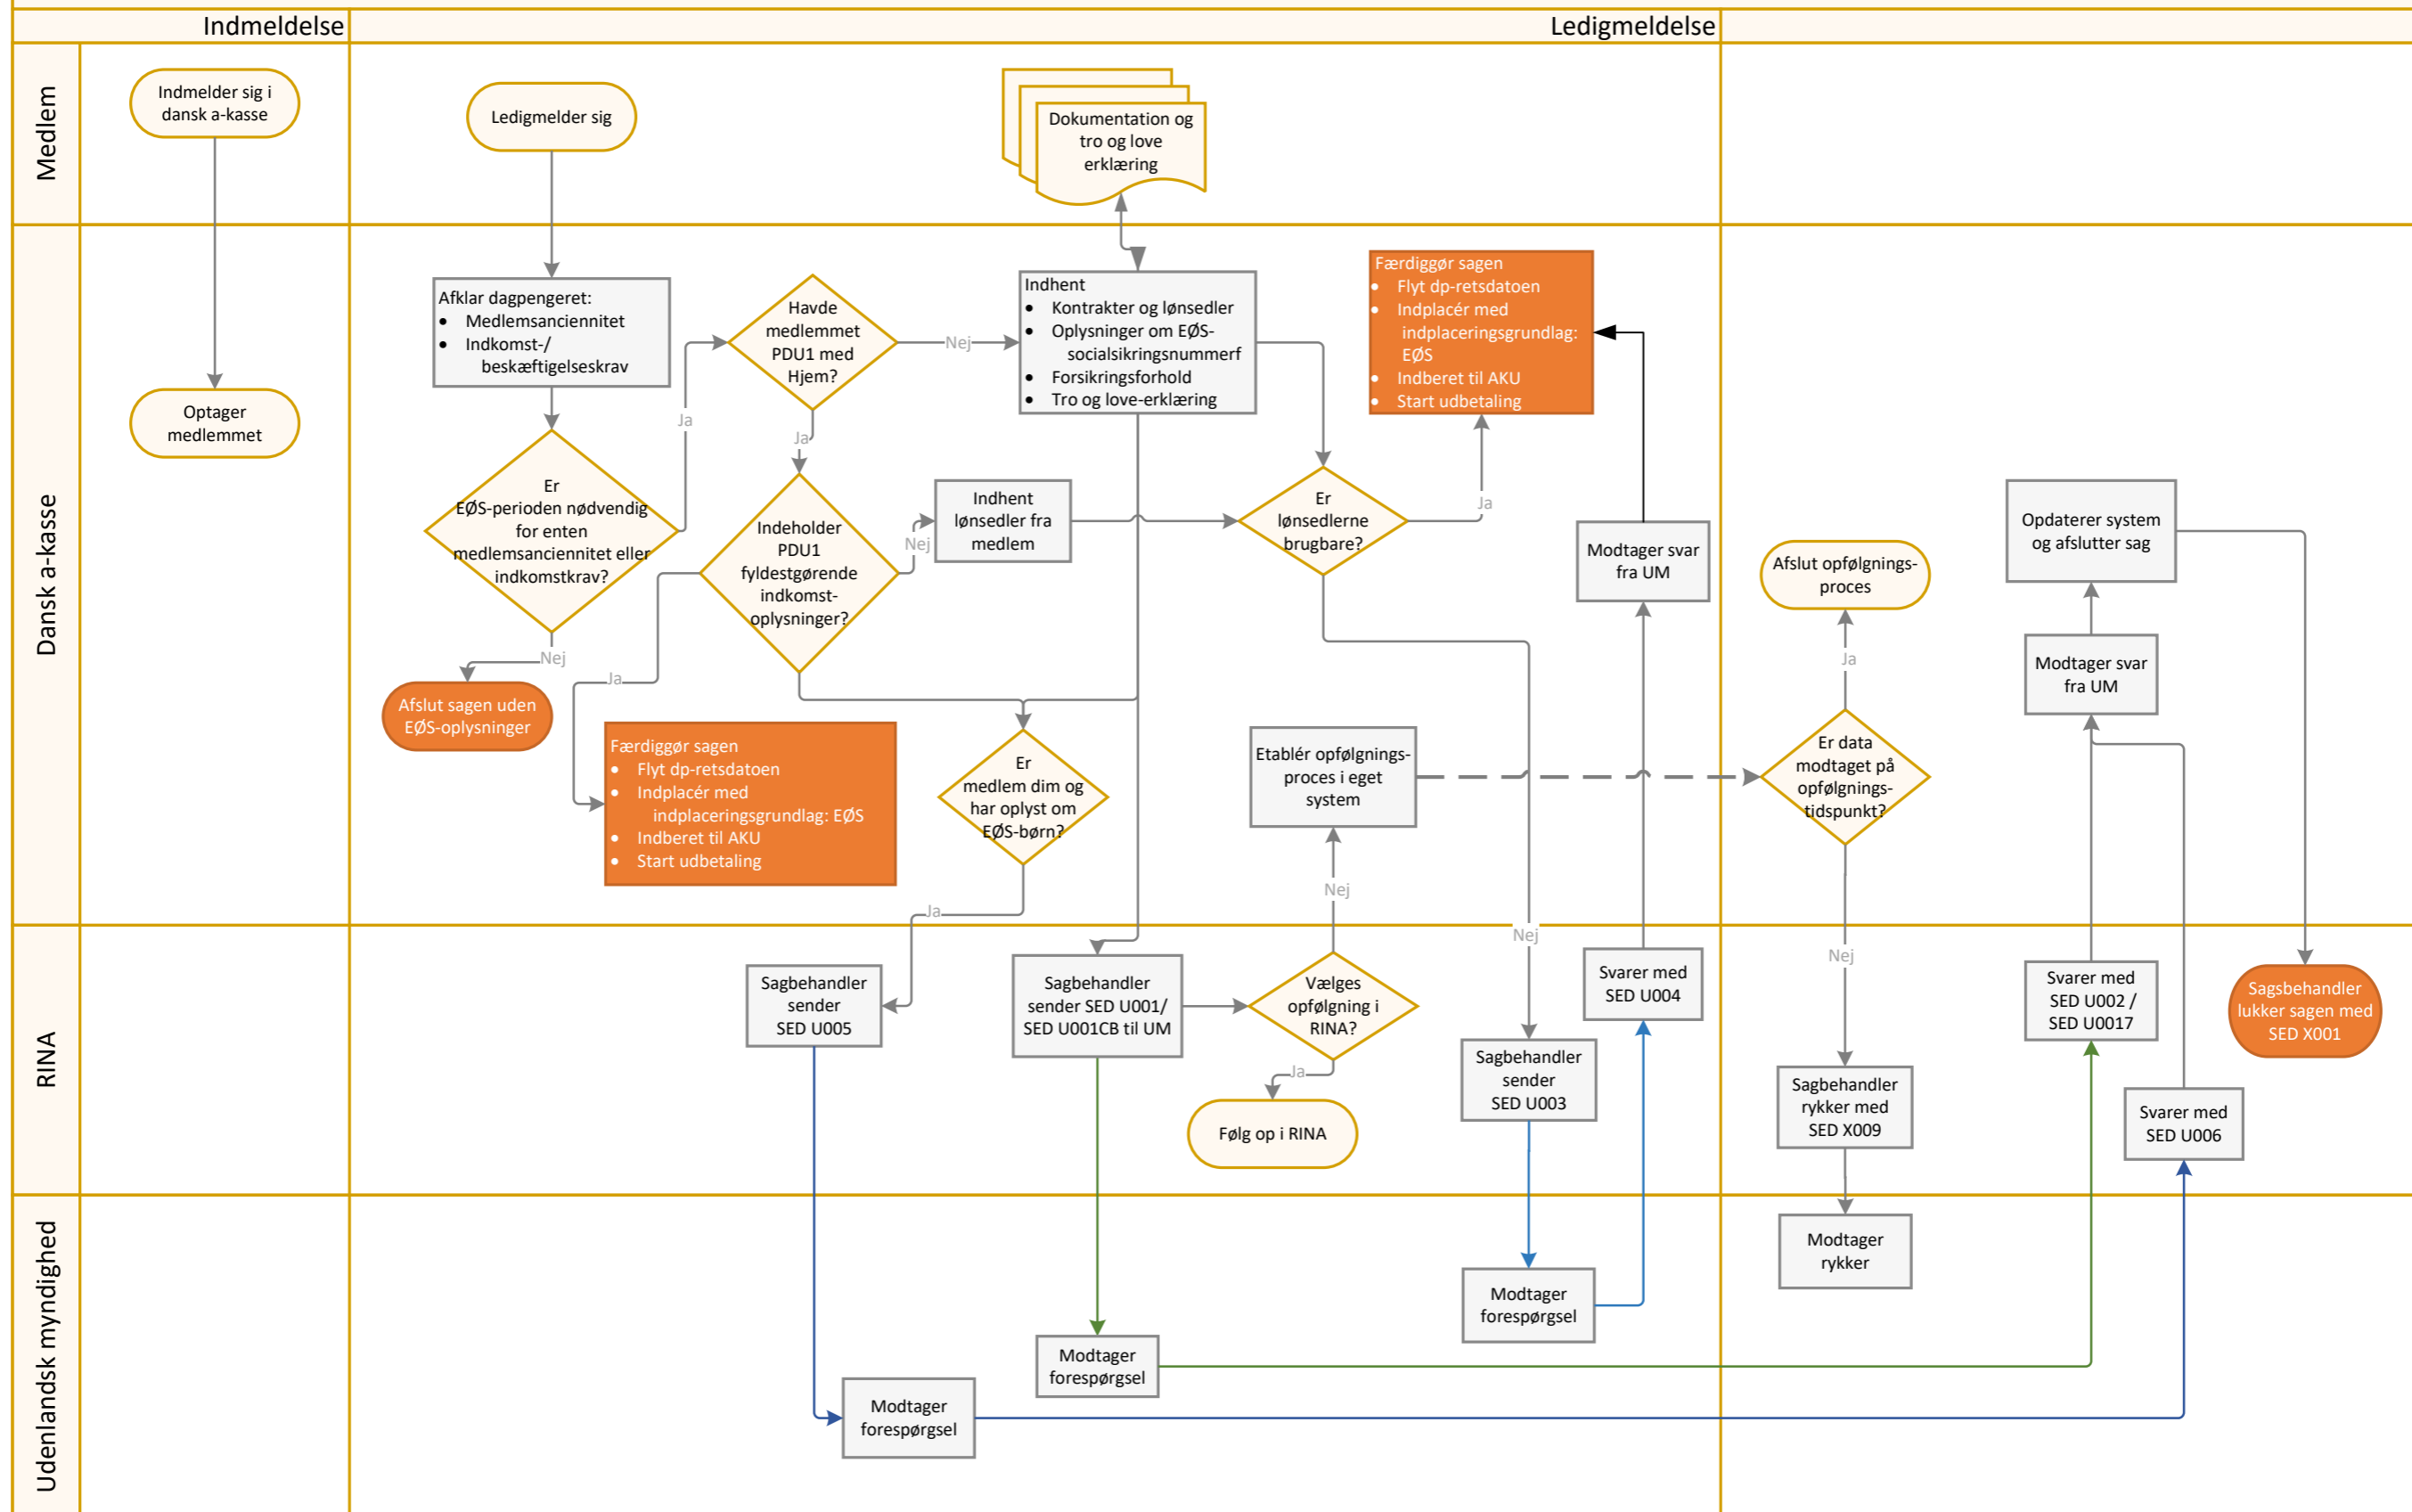 Indmeldelse
Ledigmeldelse
Medlem
Indmelder sig i
dansk a-kasse
Ledigmelder sig
Dokumentation og
tro og love
erklæring
Dansk a-kasse
Optager
medlemmet
Afklar dagpengeret:
• Medlemsanciennitet
• Indkomst-/
beskæftigelseskrav
Er
EØS-perioden nødvendig
for enten
medlemsanciennitet eller
indkomstkrav?
Ja
Nej
Afslut sagen uden
EØS-oplysninger
Havde
medlemmet
PDU1 med
Hjem?
Nej
Ja
Indeholder
PDU1
fyldestgørende
indkomst-
oplysninger?
Nej
Ja
Færdiggør sagen
• Flyt dp-retsdatoen
• Indplacér med
indplaceringsgrundlag: EØS
• Indberet til AKU
• Start udbetaling
Indhent
lønsedler fra
medlem
Indhent
• Kontrakter og lønsedler
• Oplysninger om EØS-
socialsikringsnummerf
• Forsikringsforhold
• Tro og love-erklæring
Er
medlem dim og
har oplyst om
EØS-børn?
Ja
Er
lønsedlerne
brugbare?
Ja
Nej
Færdiggør sagen
• Flyt dp-retsdatoen
• Indplacér med
indplaceringsgrundlag:
EØS
• Indberet til AKU
• Start udbetaling
Modtager svar
fra UM
Etablér opfølgnings-
proces i eget
system
Nej
Afslut opfølgnings-
proces
Ja
Er data
modtaget på
opfølgnings-
tidspunkt?
Nej
Opdaterer system
og afslutter sag
Modtager svar
fra UM
RINA
Sagbehandler
sender
SED U005
Sagbehandler
sender SED U001/
SED U001CB til UM
Vælges
opfølgning i
RINA?
Ja
Følg op i RINA
Sagbehandler
sender
SED U003
Svarer med
SED U004
Sagbehandler
rykker med
SED X009
Svarer med
SED U002 /
SED U0017
Svarer med
SED U006
Sagsbehandler
lukker sagen med
SED X001
Udenlandsk myndighed
Modtager
forespørgsel
Modtager
forespørgsel
Modtager
forespørgsel
Modtager
rykker